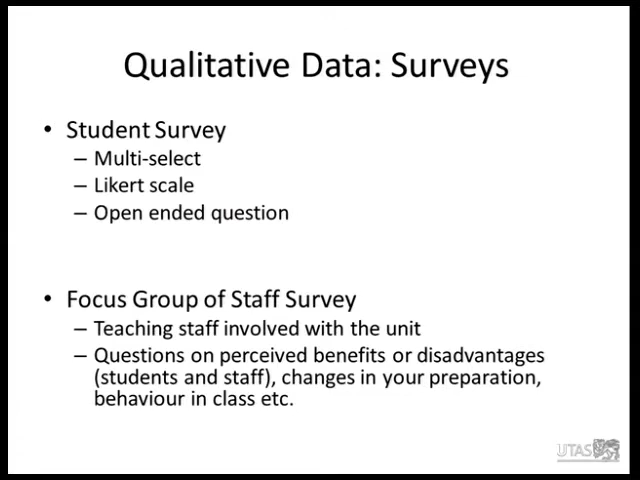 Qualitative Data: Surveys
• Student Survey
– Multi-select
– Likert scale
– Open ended question
• Focus Group of Staff Survey
– Teaching staff involved with the unit
– Questions on perceived benefits or disadvantages
(students and staff), changes in your preparation,
behaviour in class etc.
UTAS